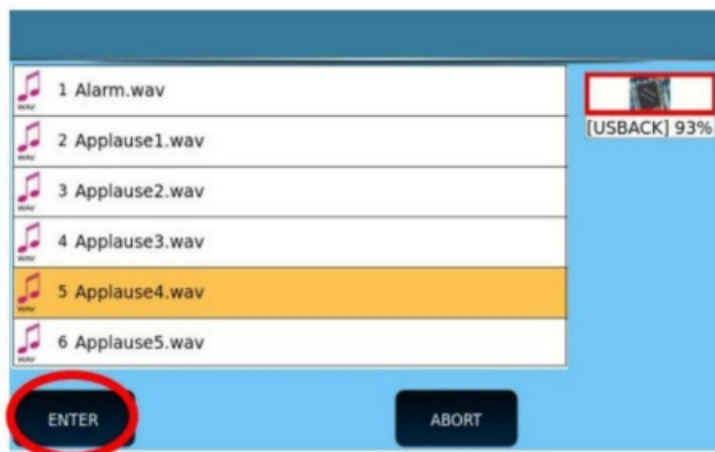 1 Alarm.wav
[USBACK] 93%
2 Applause1.wav
3 Applause2.wav
4 Applause3.wav
5 Applause4.wav
6 Applause5.wav
ENTER
ABORT